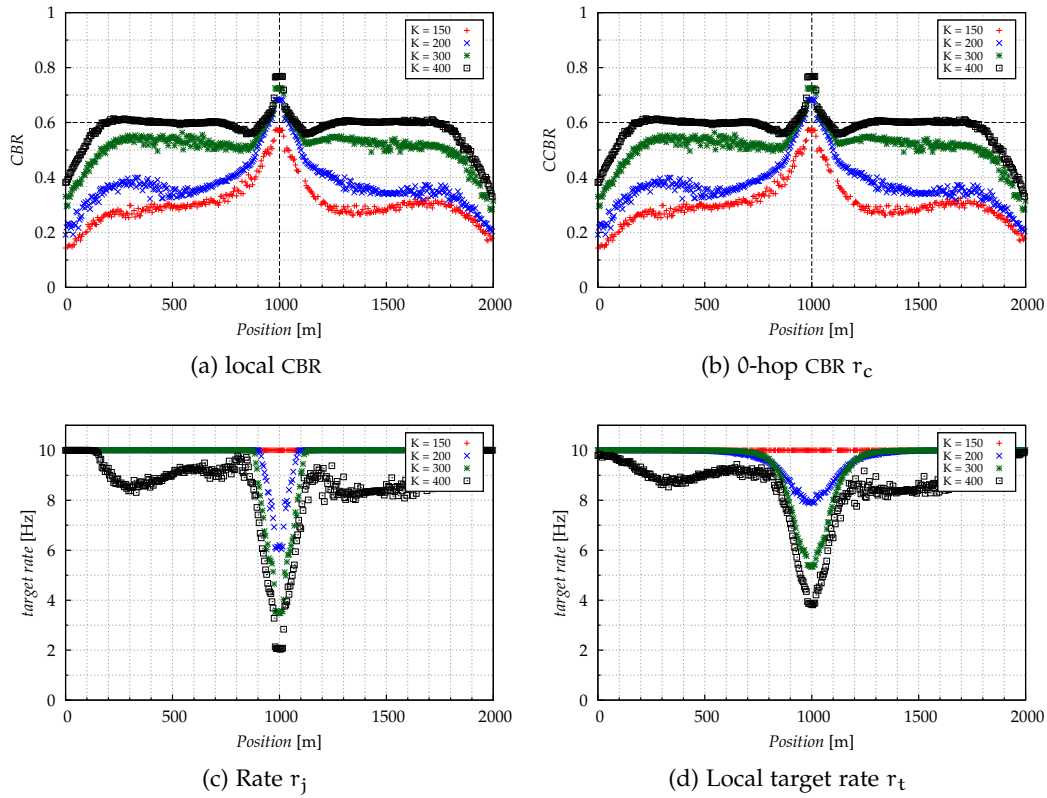 K = 150
K = 200
K = 300
K = 400
1
0.8
0.6
0.4
0.2
0
CBR
0
500
1000
1500
2000
Position [m]
(a) local CBR
K = 150
K = 200
K = 300
K = 400
1
0.8
0.6
0.4
0.2
0
CCBR
0
500
1000
1500
2000
Position [m]
(b) 0-hop CBR rc
K = 150
K = 200
K = 300
K = 400
10
8
6
4
2
0
target rate [Hz]
0
500
1000
1500
2000
Position [m]
(c) Rate rj
K = 150
K = 200
K = 300
K = 400
10
8
6
4
2
0
target rate [Hz]
0
500
1000
1500
2000
Position [m]
(d) Local target rate rt